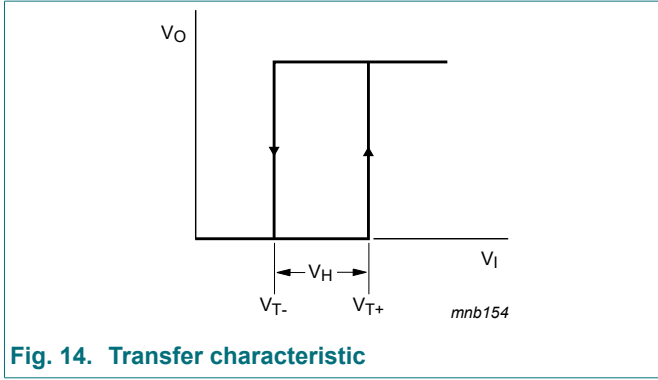 VO
VI
VH
VT-
VT+
mnb154
Fig. 14. Transfer characteristic